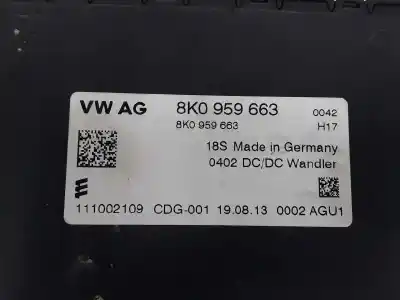 VW AG 8K0 959 663 0042
8K0 959 663 H17
18S Made in Germany
0402 DC/DC Wandler
111002109 CDG-001 19.08.13 0002 AGU1